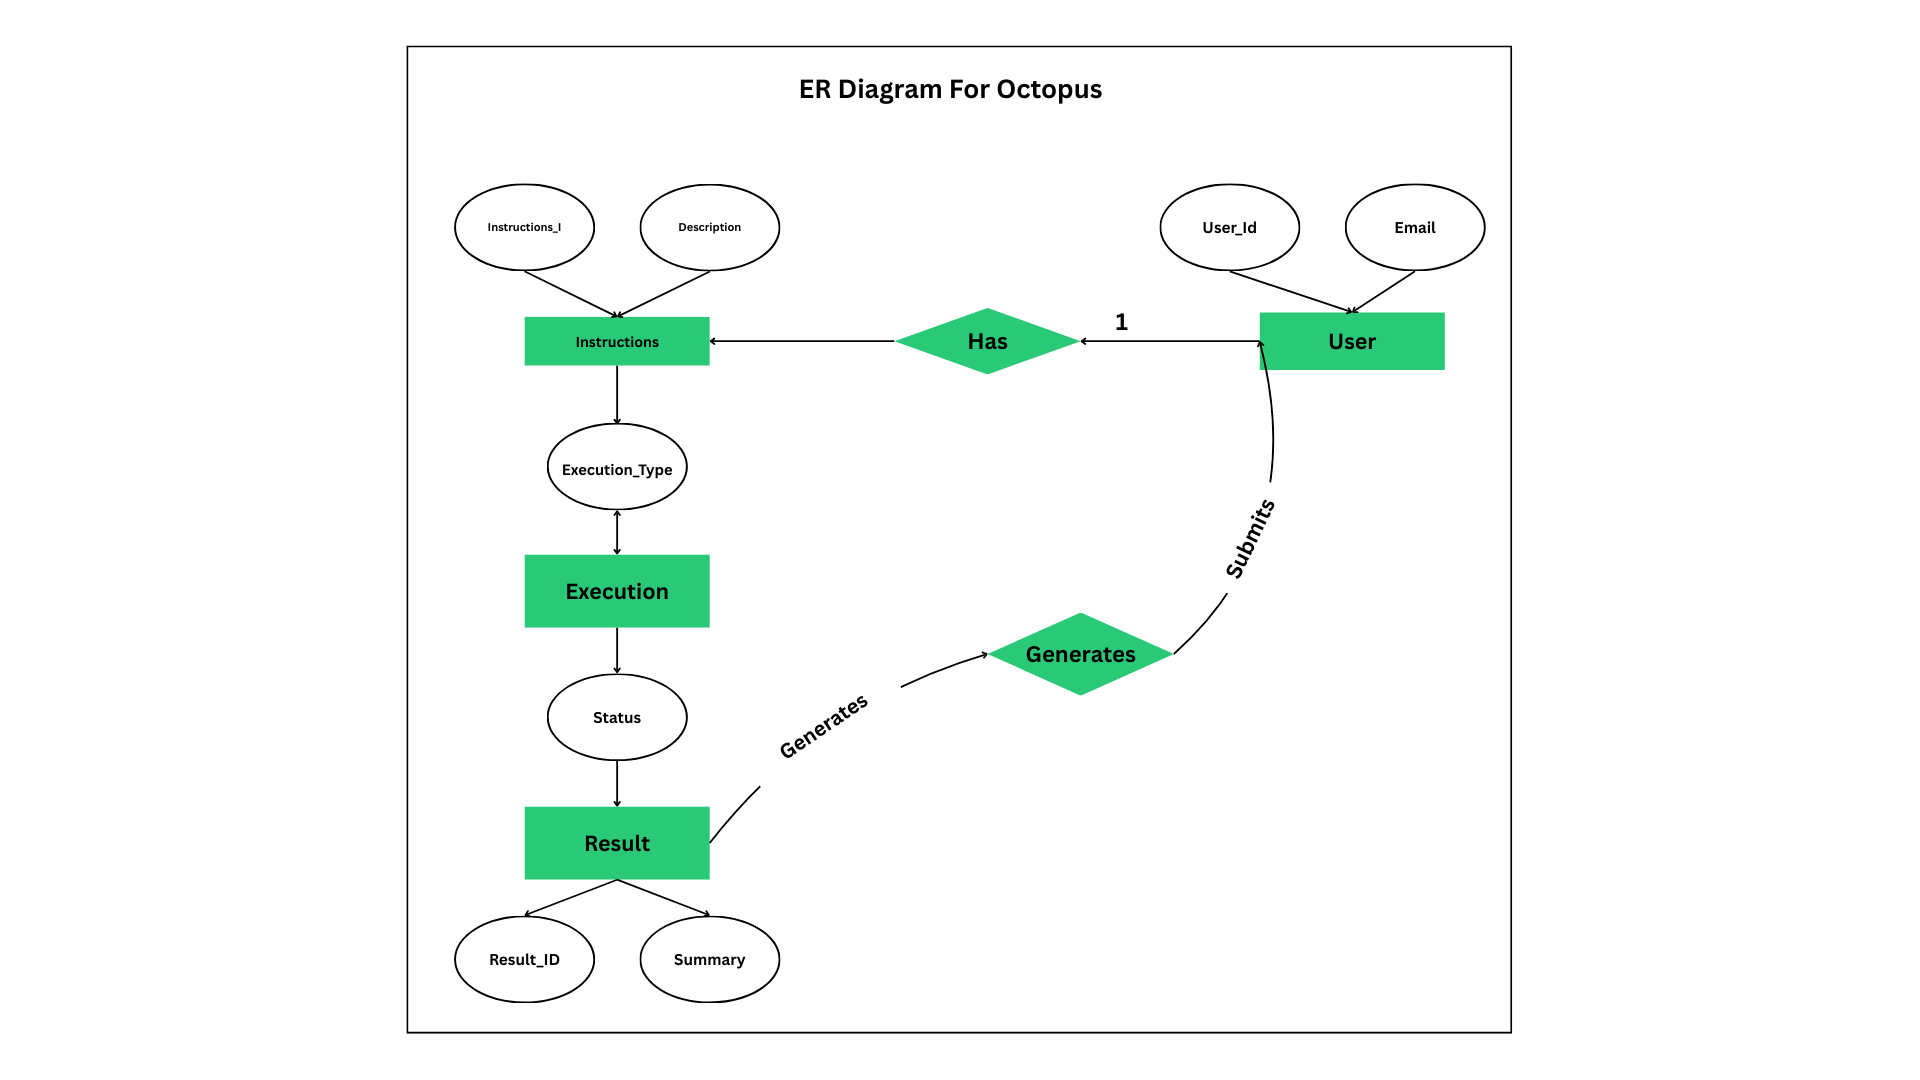 ER Diagram For Octopus
Instructions_I
Description
User_Id
Email
Instructions
Has
1
User
Execution_Type
Submits
Execution
Generates
Generates
Status
Result
Result_ID
Summary